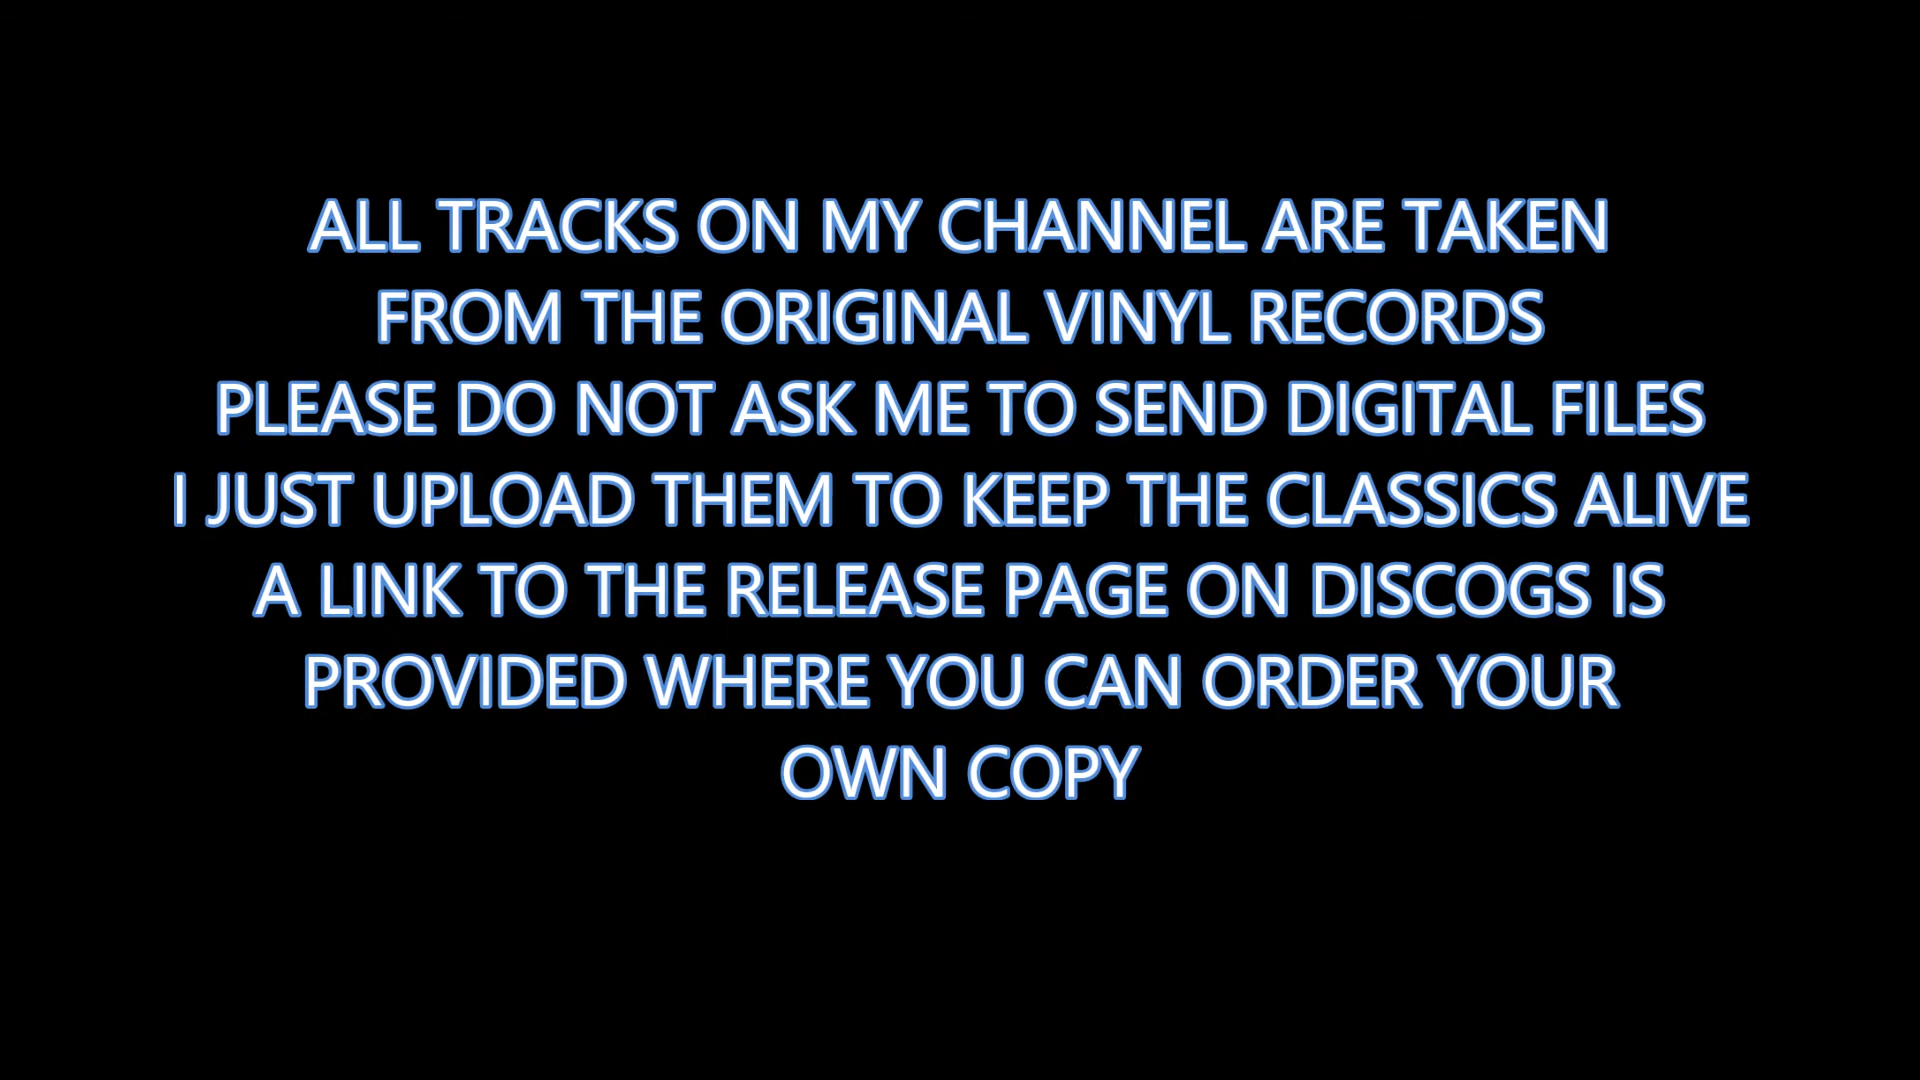 ALL TRACKS ON MY CHANNEL ARE TAKEN
FROM THE ORIGINAL VINYL RECORDS
PLEASE DO NOT ASK ME TO SEND DIGITAL FILES
I JUST UPLOAD THEM TO KEEP THE CLASSICS ALIVE
A LINK TO THE RELEASE PAGE ON DISCOGS IS
PROVIDED WHERE YOU CAN ORDER YOUR
OWN COPY